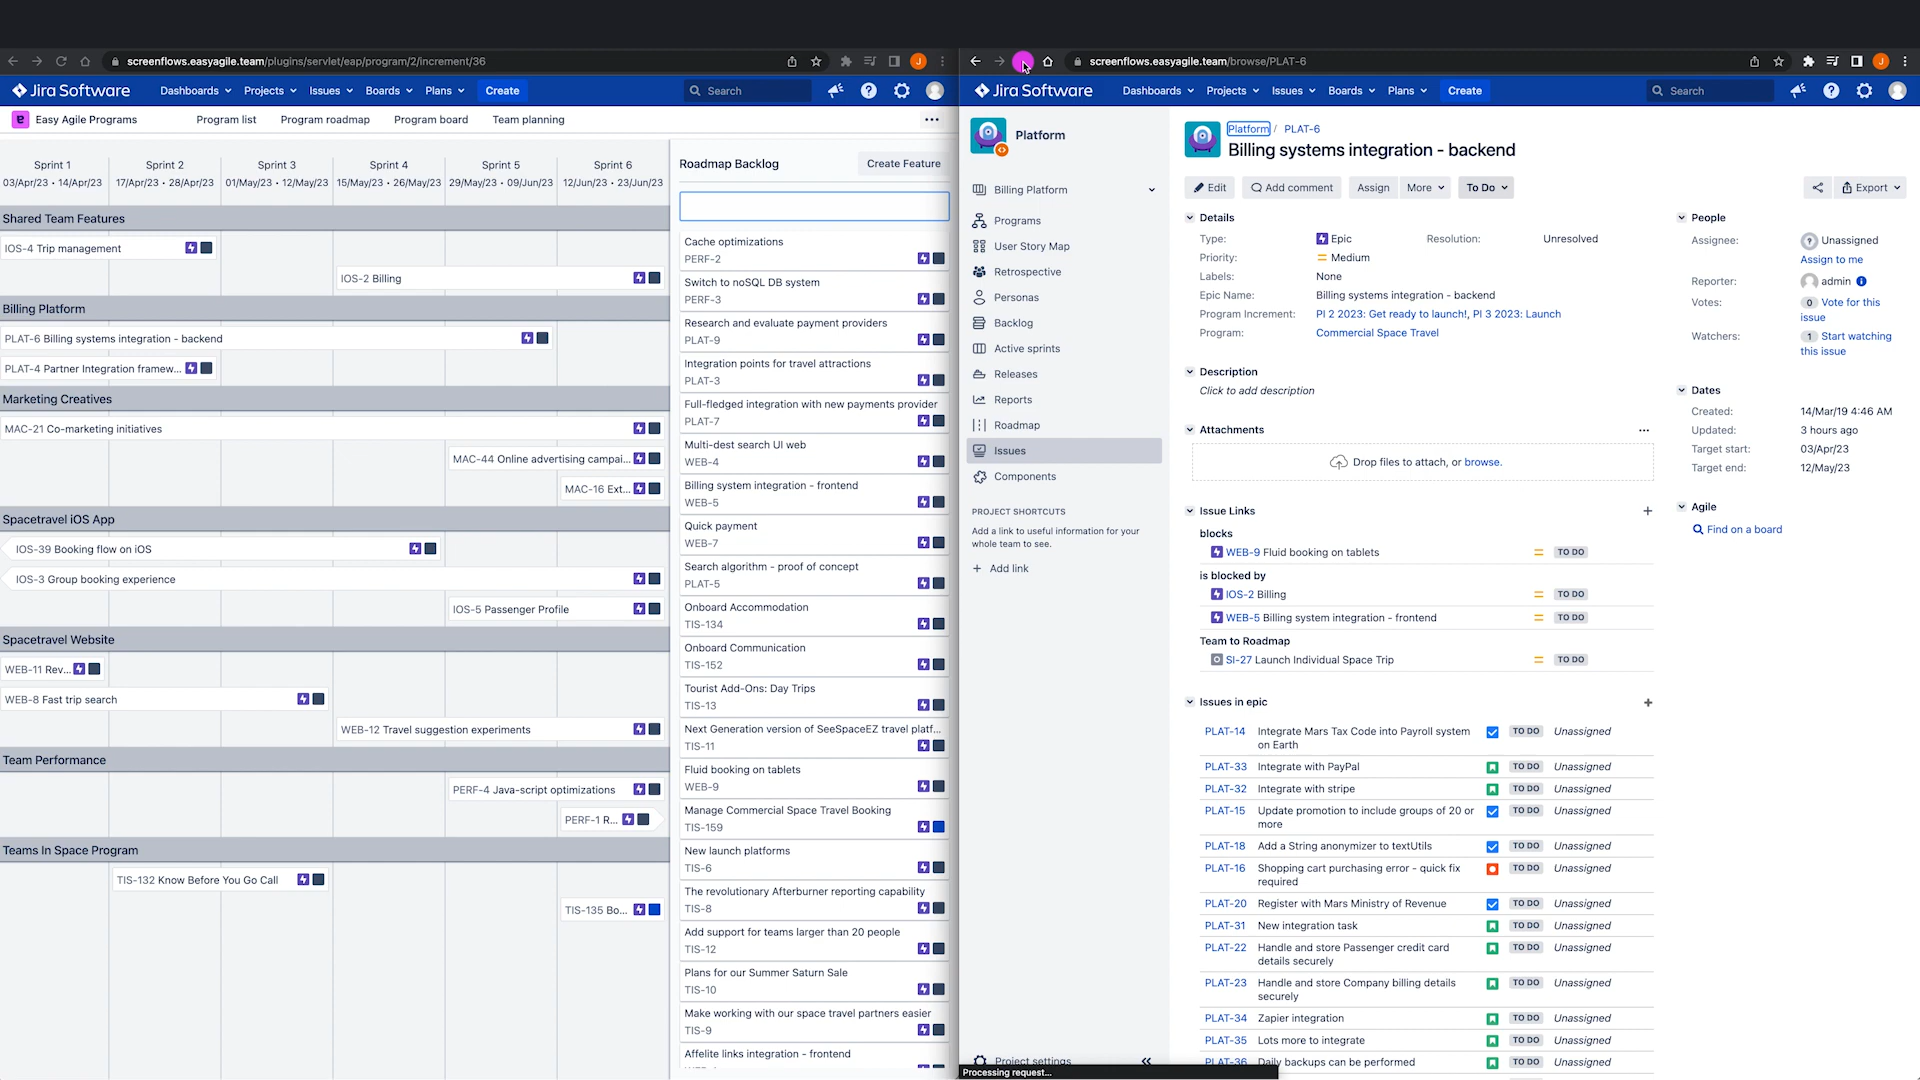 screenflows.easyagile.team/plugins/servlet/eap/program/2/increment/36
J
Jira Software
Dashboards
Projects
Issues
Boards
Plans
Create
Search
Easy Agile Programs
Program list
Program roadmap
Program board
Team planning
Sprint 1
Sprint 2
Sprint 3
Sprint 4
Sprint 5
Sprint 6
03/Apr/23 • 14/Apr/23
17/Apr/23 • 28/Apr/23
01/May/23 • 12/May/23
15/May/23 • 26/May/23
29/May/23 • 09/Jun/23
12/Jun/23 • 23/Jun/23
Shared Team Features
IOS-4 Trip management
IOS-2 Billing
Billing Platform
PLAT-6 Billing systems integration - backend
PLAT-4 Partner Integration framew...
Marketing Creatives
MAC-21 Co-marketing initiatives
MAC-44 Online advertising campai...
MAC-16 Ext...
Spacetravel iOS App
IOS-39 Booking flow on iOS
IOS-3 Group booking experience
IOS-5 Passenger Profile
Spacetravel Website
WEB-11 Rev...
WEB-8 Fast trip search
WEB-12 Travel suggestion experiments
Team Performance
PERF-4 Java-script optimizations
PERF-1 R...
Teams In Space Program
TIS-132 Know Before You Go Call
TIS-135 Bo...
Roadmap Backlog
Create Feature
Cache optimizations
PERF-2
Switch to noSQL DB system
PERF-3
Research and evaluate payment providers
PLAT-9
Integration points for travel attractions
PLAT-3
Full-fledged integration with new payments provider
PLAT-7
Multi-dest search UI web
WEB-4
Billing system integration - frontend
WEB-5
Quick payment
WEB-7
Search algorithm - proof of concept
PLAT-5
Onboard Accommodation
TIS-134
Onboard Communication
TIS-152
Tourist Add-Ons: Day Trips
TIS-13
Next Generation version of SeeSpaceEZ travel platf...
TIS-11
Fluid booking on tablets
WEB-9
Manage Commercial Space Travel Booking
TIS-159
New launch platforms
TIS-6
The revolutionary Afterburner reporting capability
TIS-8
Add support for teams larger than 20 people
TIS-12
Plans for our Summer Saturn Sale
TIS-10
Make working with our space travel partners easier
TIS-9
Affelite links integration - frontend
screenflows.easyagile.team/browse/PLAT-6
J
Jira Software
Dashboards
Projects
Issues
Boards
Plans
Create
Search
Platform
Billing Platform
Programs
User Story Map
Retrospective
Personas
Backlog
Active sprints
Releases
Reports
Roadmap
Issues
Components
PROJECT SHORTCUTS
Add a link to useful information for your
whole team to see.
+ Add link
Project settings
Processing request...
Platform / PLAT-6
Billing systems integration - backend
Edit
Add comment
Assign
More
To Do
Export
Details
Type: Epic
Resolution: Unresolved
Priority: Medium
Labels: None
Epic Name: Billing systems integration - backend
Program Increment: PI 2 2023: Get ready to launch!, PI 3 2023: Launch
Program: Commercial Space Travel
Description
Click to add description
Attachments
Drop files to attach, or browse.
Issue Links
blocks
WEB-9 Fluid booking on tablets TO DO
is blocked by
IOS-2 Billing TO DO
WEB-5 Billing system integration - frontend TO DO
Team to Roadmap
SI-27 Launch Individual Space Trip TO DO
Issues in epic
PLAT-14 Integrate Mars Tax Code into Payroll system TO DO Unassigned
on Earth
PLAT-33 Integrate with PayPal TO DO Unassigned
PLAT-32 Integrate with stripe TO DO Unassigned
PLAT-15 Update promotion to include groups of 20 or TO DO Unassigned
more
PLAT-18 Add a String anonymizer to textUtils TO DO Unassigned
PLAT-16 Shopping cart purchasing error - quick fix TO DO Unassigned
required
PLAT-20 Register with Mars Ministry of Revenue TO DO Unassigned
PLAT-31 New integration task TO DO Unassigned
PLAT-22 Handle and store Passenger credit card TO DO Unassigned
details securely
PLAT-23 Handle and store Company billing details TO DO Unassigned
securely
PLAT-34 Zapier integration TO DO Unassigned
PLAT-35 Lots more to integrate TO DO Unassigned
PLAT-36 Daily backups can be performed TO DO Unassigned
People
Assignee: Unassigned
Assign to me
Reporter: admin
Votes: 0 Vote for this
issue
Watchers: 1 Start watching
this issue
Dates
Created: 14/Mar/19 4:46 AM
Updated: 3 hours ago
Target start: 03/Apr/23
Target end: 12/May/23
Agile
Find on a board